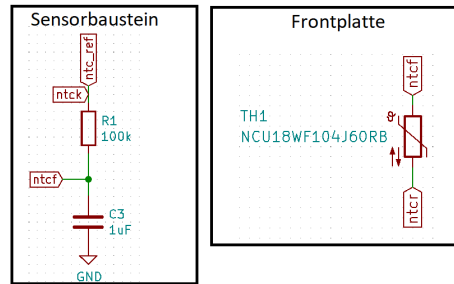 Sensorbaustein
ntc_ref
ntck
R1
100k
ntcf
C3
1uF
GND
Frontplatte
ntcf
TH1
NCU18WF104J60RB
ntcr